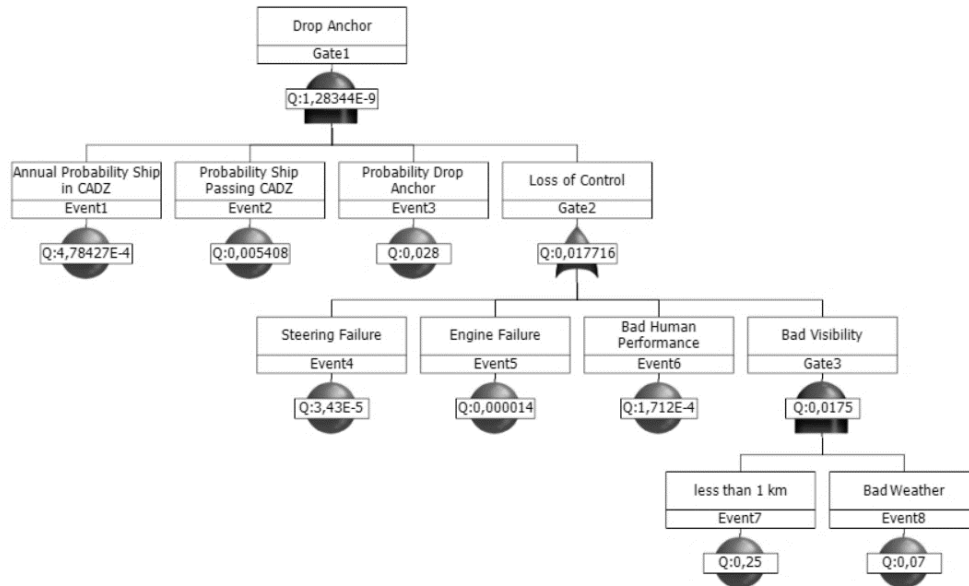 Drop Anchor
Gate1
Q:1,28344E-9
Annual Probability Ship
in CADZ
Event1
Q:4,78427E-4
Probability Ship
Passing CADZ
Event2
Q:0,005408
Probability Drop
Anchor
Event3
Q:0,028
Loss of Control
Gate2
Q:0,017716
Steering Failure
Event4
Q:3,43E-5
Engine Failure
Event5
Q:0,000014
Bad Human
Performance
Event6
Q:1,712E-4
Bad Visibility
Gate3
Q:0,0175
less than 1 km
Event7
Q:0,25
Bad Weather
Event8
Q:0,07